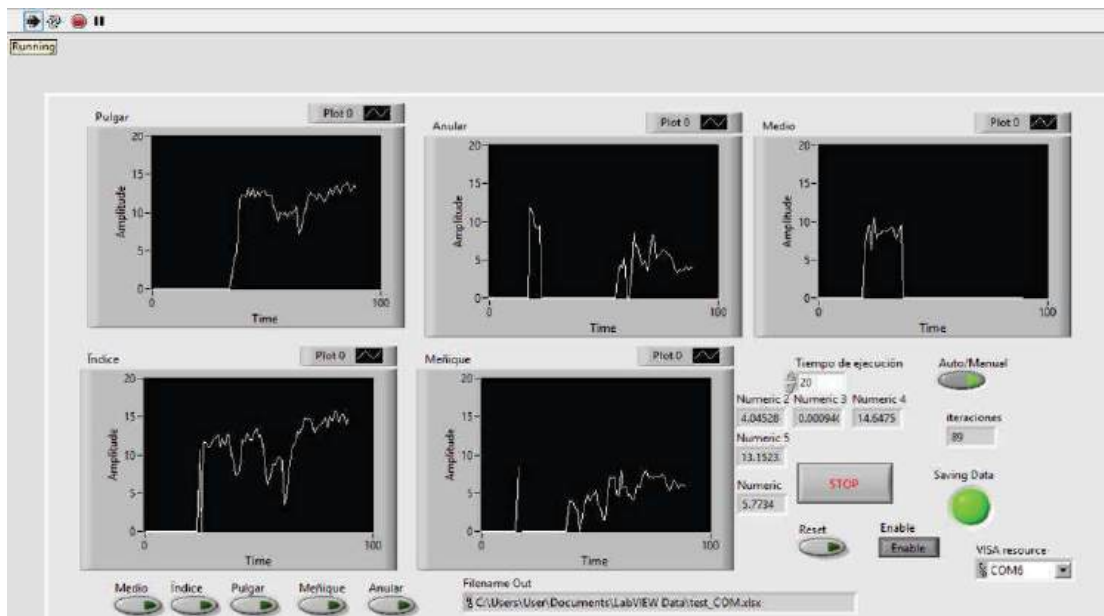 Running
Pulgar
Plot 0
Amplitude
20
15
10
5
0
0
100
Time
Anular
Plot 0
Amplitude
20
15
10
5
0
0
100
Time
Medio
Plot 0
Amplitude
20
15
10
5
0
0
100
Time
Índice
Plot 0
Amplitude
20
15
10
5
0
0
100
Time
Meñique
Plot 0
Amplitude
20
15
10
5
0
0
100
Time
Tiempo de ejecución
20
Auto/Manual
Numeric 2 Numeric 3 Numeric 4
4.04528 14.6475
iteraciones
89
Numeric 5
13.1523
Numeric
5.7734
STOP
Saving Data
Reset
Enable
Enable
VISA resource
COM6
Medio Índice Pulgar Meñique Anular
Filename Out
C:\Users\User\Documents\LabVIEW Data\test_COM.xlsx